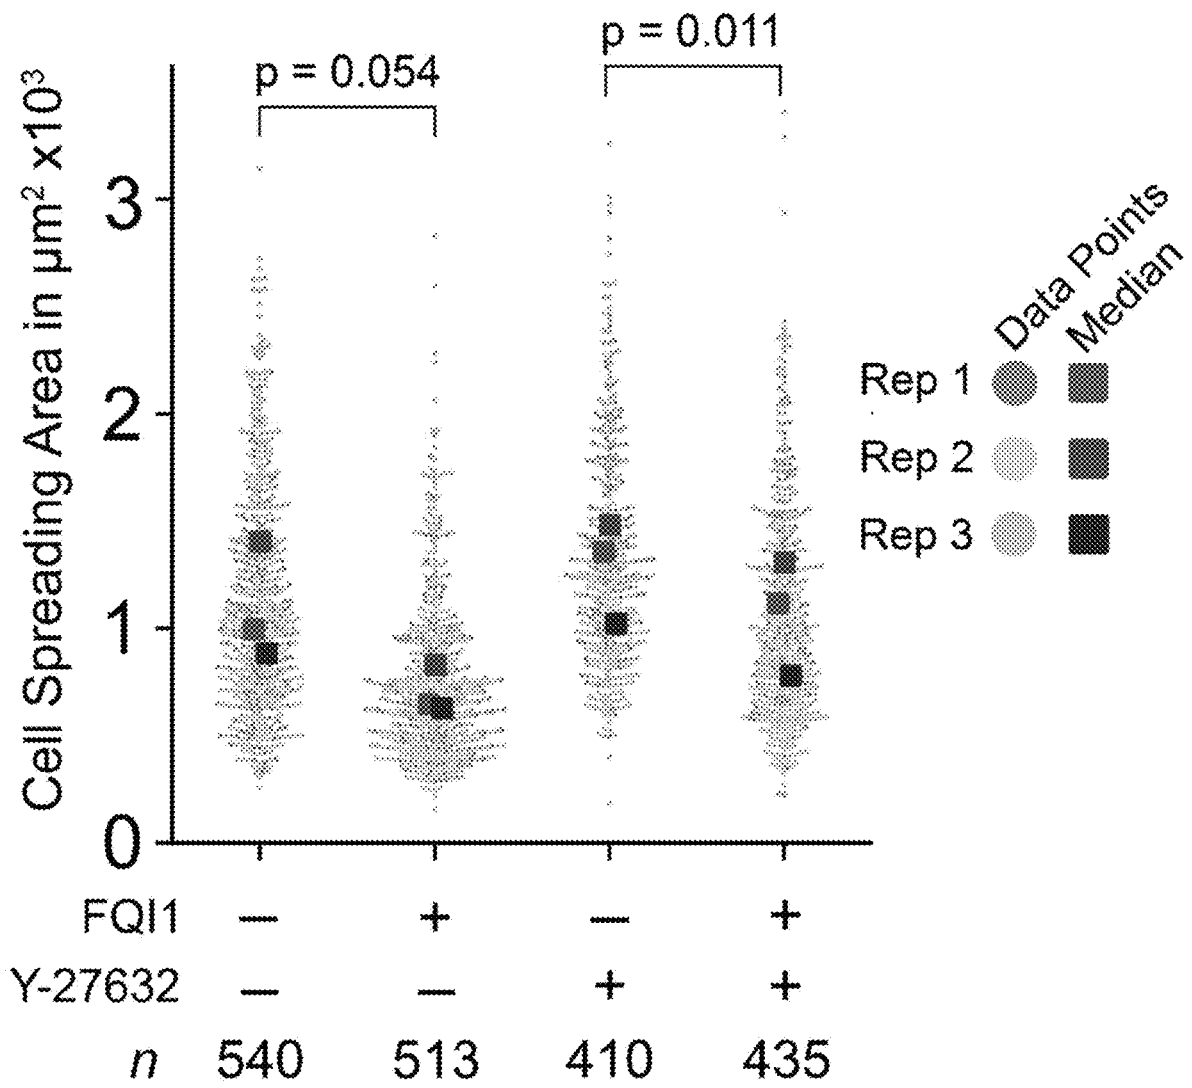 p = 0.011
p = 0.054
Cell Spreading Area in µm² x10³
3
2
1
0
Data Points
Median
Rep 1
Rep 2
Rep 3
FQI1 – + – +
Y-27632 – – + +
n 540 513 410 435